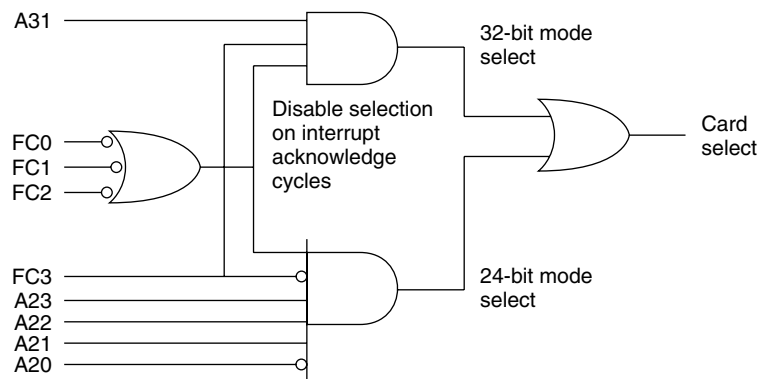 A31
32-bit mode
select
Disable selection
on interrupt
acknowledge
cycles
FC0
FC1
FC2
Card
select
FC3
A23
A22
A21
A20
24-bit mode
select